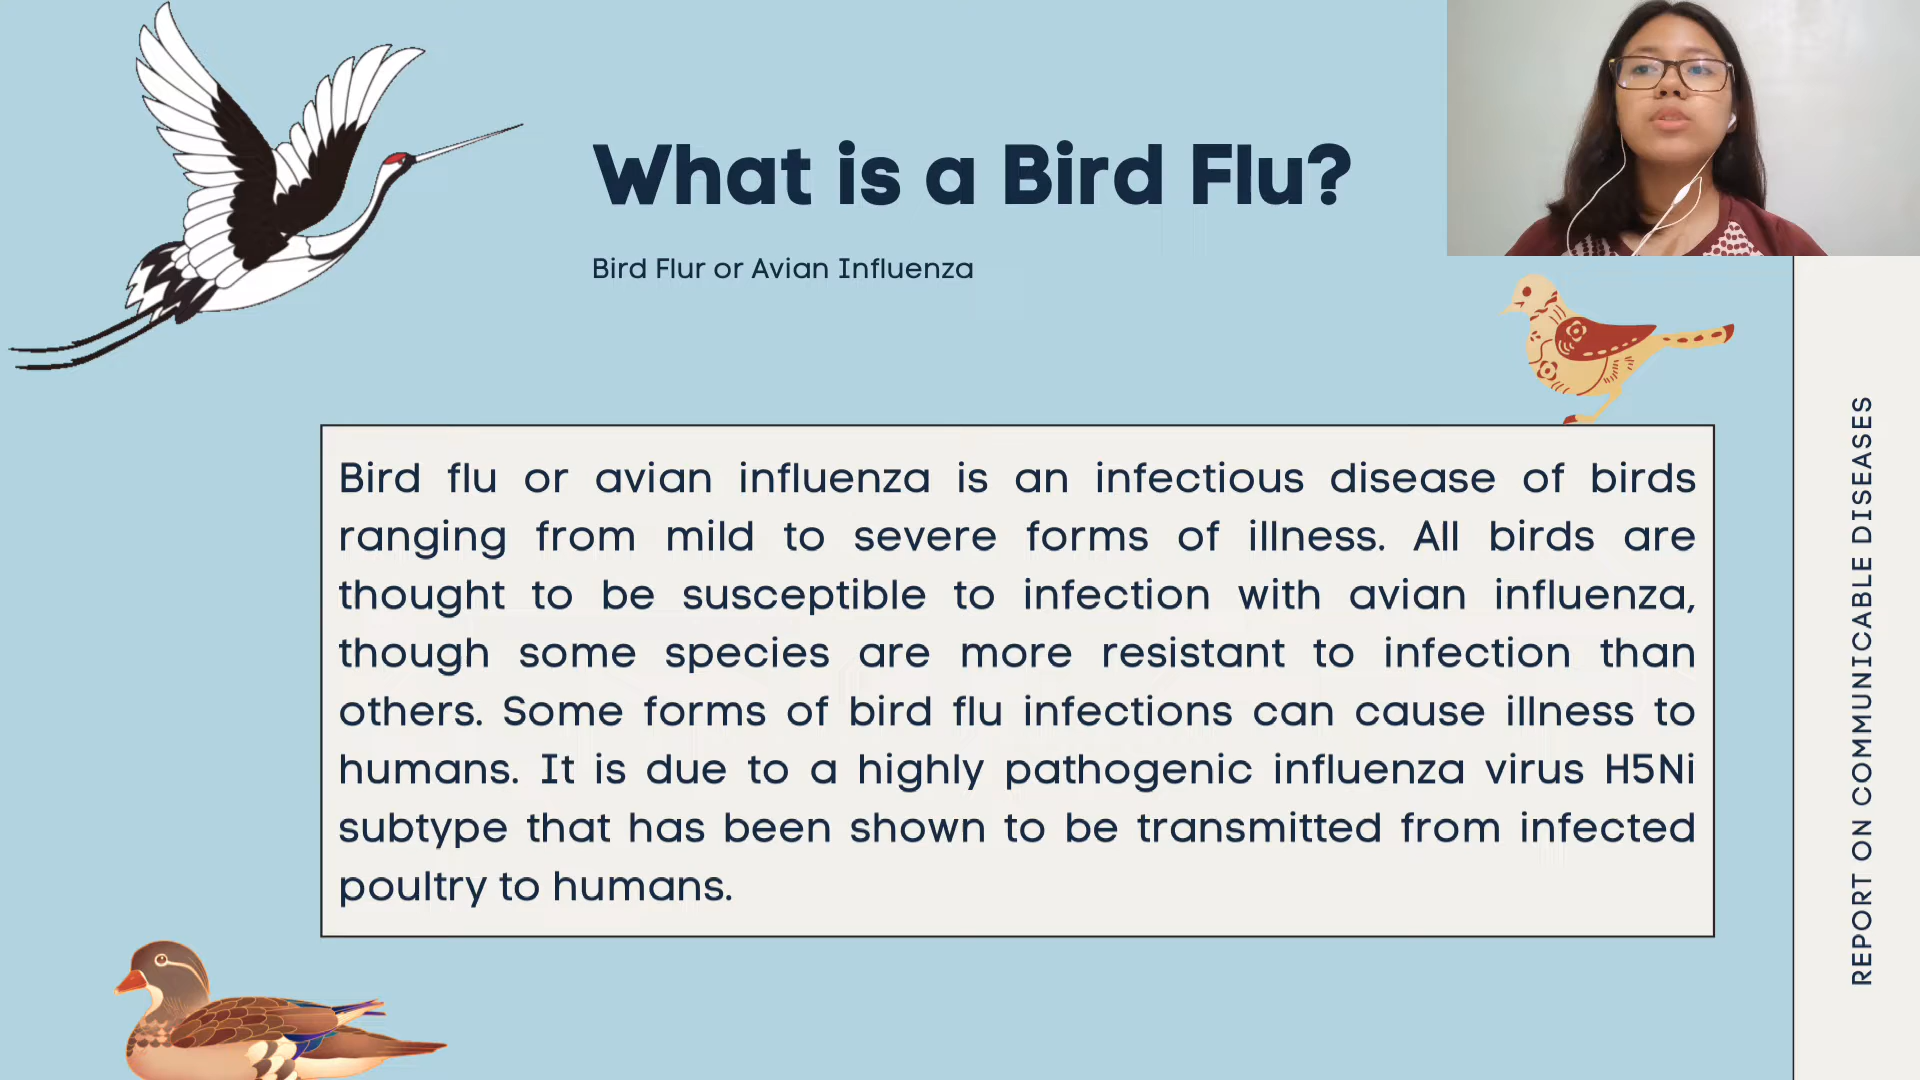 What is a Bird Flu?
Bird Flur or Avian Influenza
Bird flu or avian influenza is an infectious disease of birds
ranging from mild to severe forms of illness. All birds are
thought to be susceptible to infection with avian influenza,
though some species are more resistant to infection than
others. Some forms of bird flu infections can cause illness to
humans. It is due to a highly pathogenic influenza virus H5Ni
subtype that has been shown to be transmitted from infected
poultry to humans.
REPORT ON COMMUNICABLE DISEASES